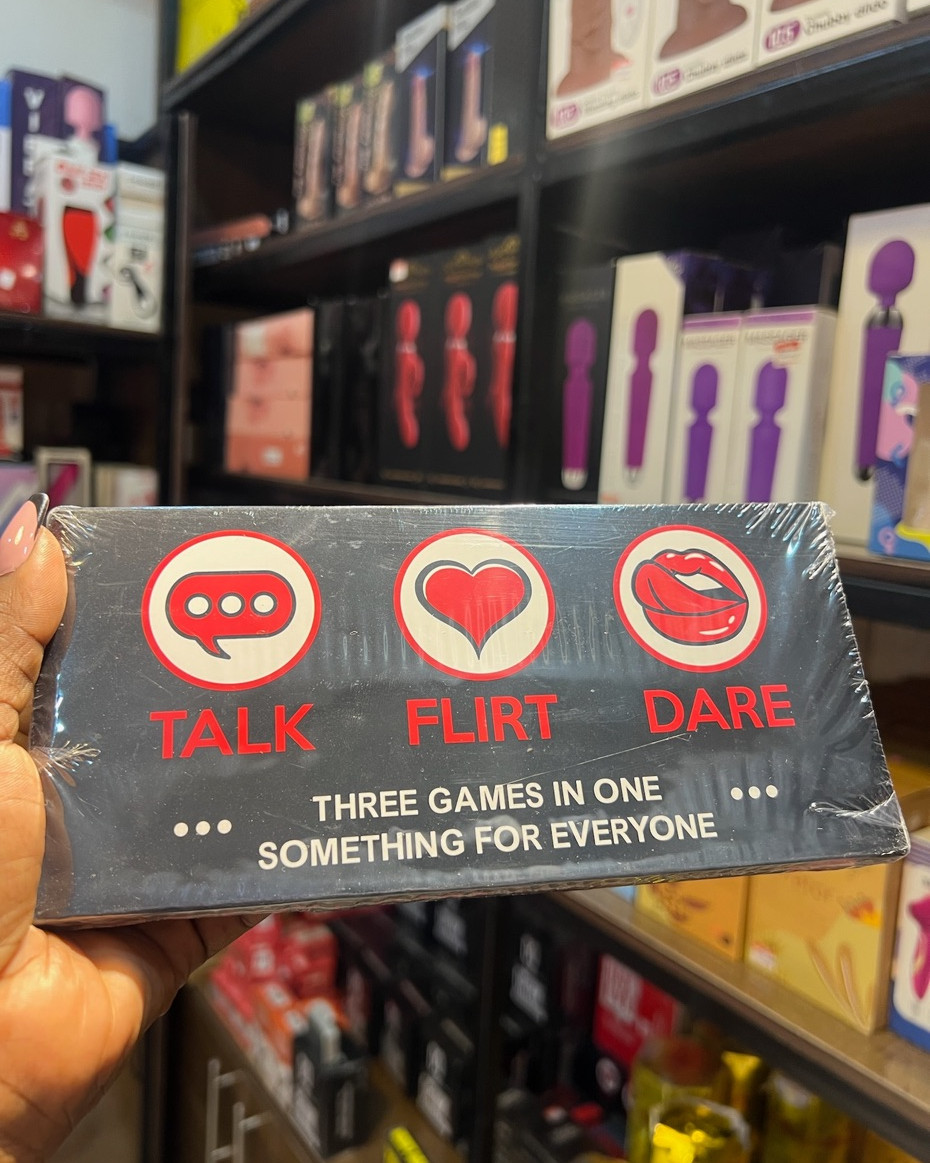 TALK
FLIRT
DARE
THREE GAMES IN ONE
SOMETHING FOR EVERYONE